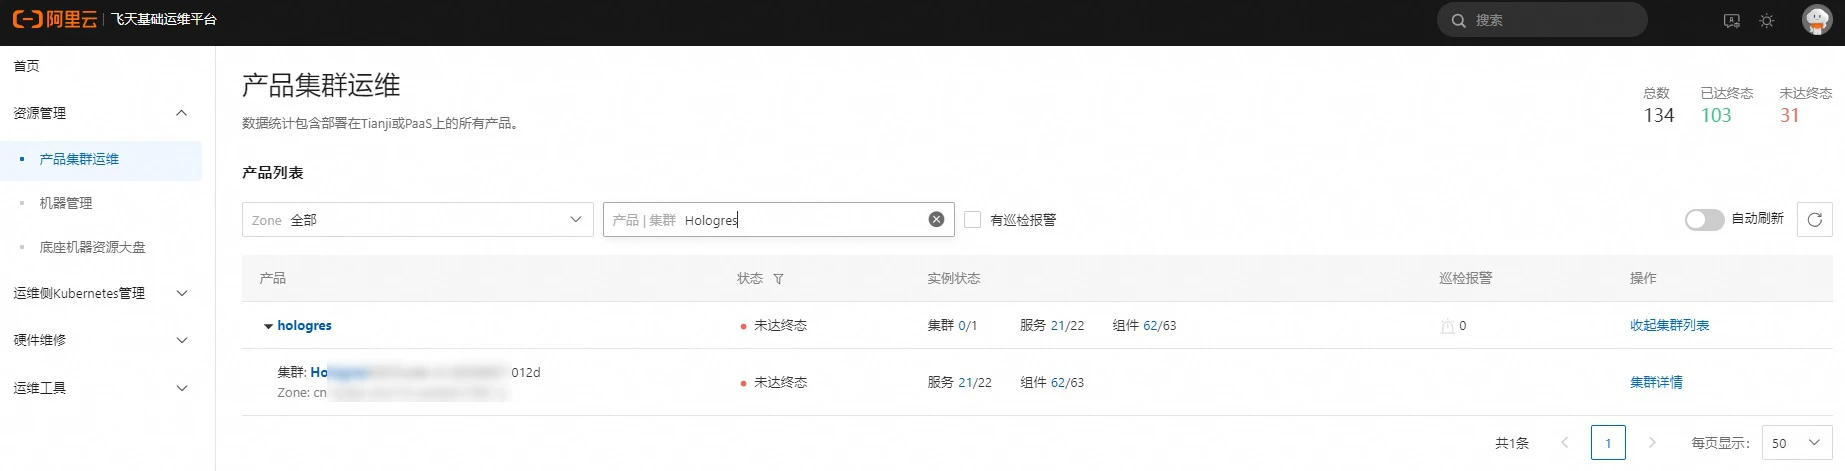 阿里云 | 飞天基础运维平台
搜索
首页
资源管理
产品集群运维
机器管理
底座机器资源大盘
运维侧Kubernetes管理
硬件维修
运维工具
产品集群运维
数据统计包含部署在Tianji或PaaS上的所有产品。
总数 已达终态 未达终态
134 103 31
产品列表
Zone 全部 产品 | 集群 Hologres 有巡检报警 自动刷新
产品 状态 实例状态 巡检报警 操作
hologres 未达终态 集群 0/1 服务 21/22 组件 62/63 0 收起集群列表
集群: Ho 012d 未达终态 服务 21/22 组件 62/63 集群详情
Zone: cn
共1条 1 每页显示: 50